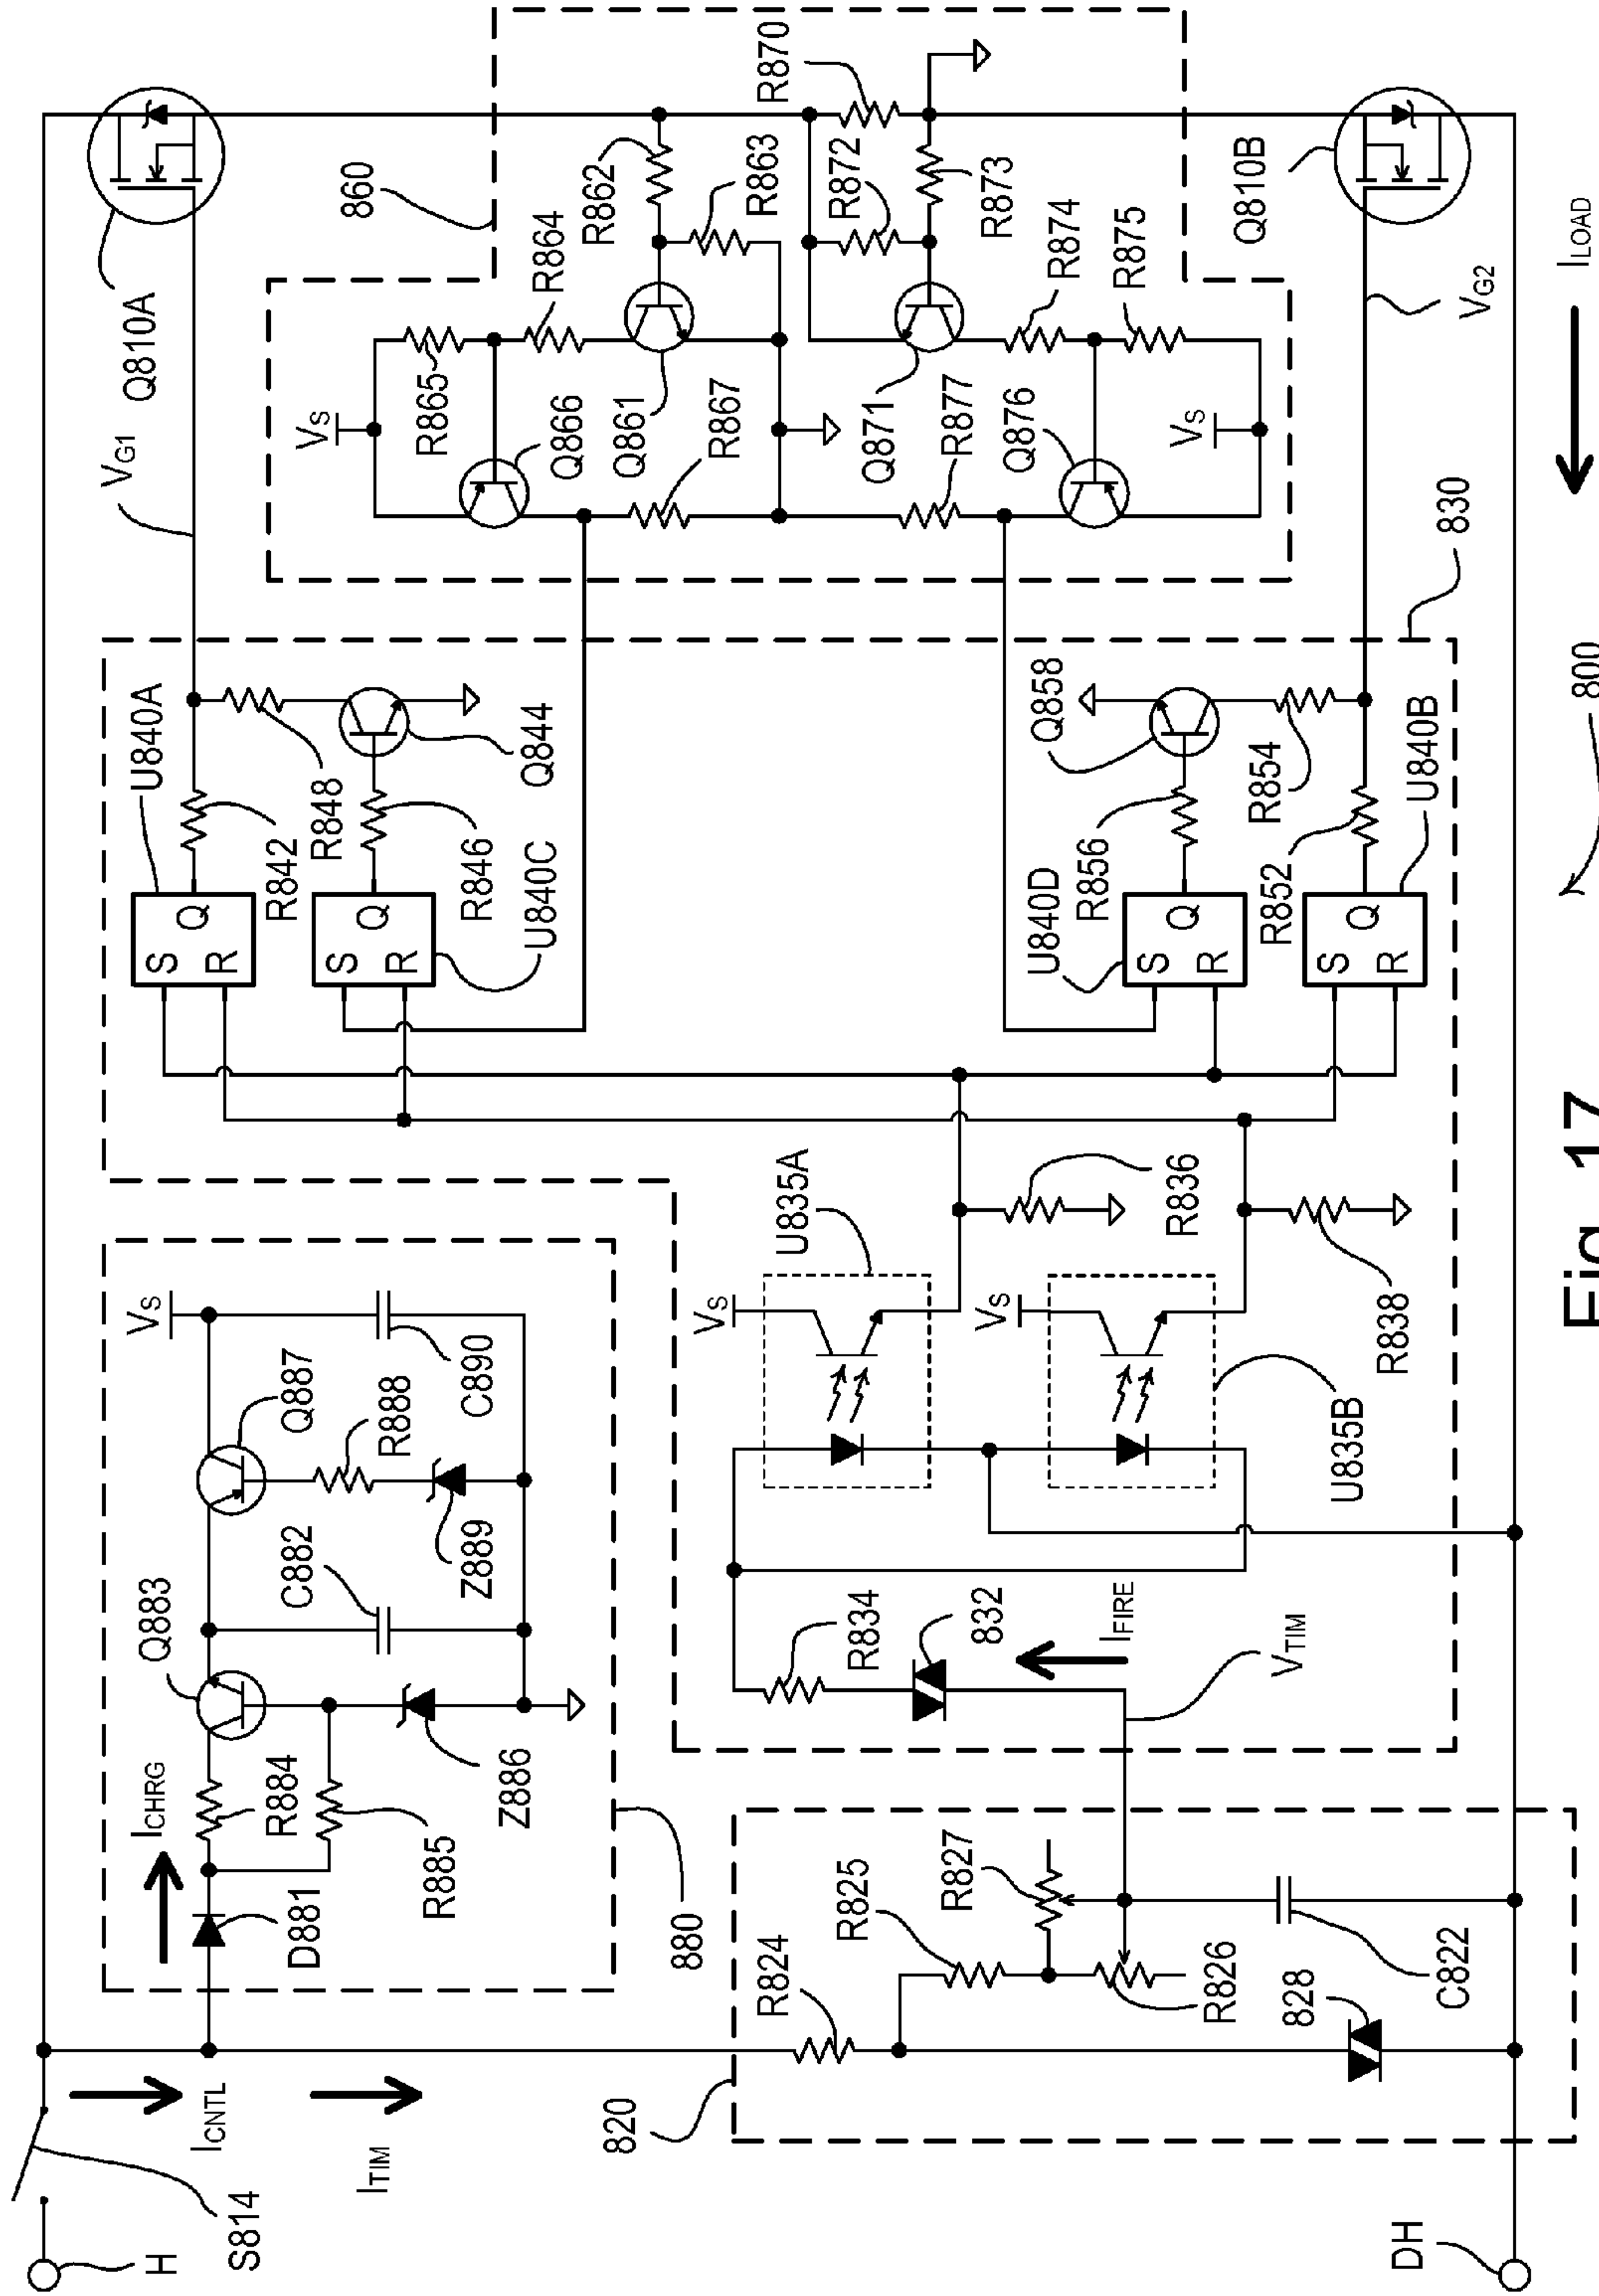 H
S814
ICNTL
ITIM
ICHRG
D881
R884
R885
Q883
Z886
C882
Z889
Q887
R888
C890
VS
880
U840A
R842
R848
R846
U840C
Q844
VG1
Q810A
VS
R865
R864
Q866
Q861
R867
860
R862
R863
R870
R872
R873
Q871
R877
Q876
R874
R875
VS
Q810B
VG2
S
R
Q
S
R
Q
820
R824
R825
R827
R826
828
C822
R834
832
IFIRE
VTIM
VS
U835A
R836
VS
U835B
R838
U840D
R856
Q858
R854
R852
U840B
S
R
Q
S
R
Q
830
DH
ILOAD
800
Fig. 17